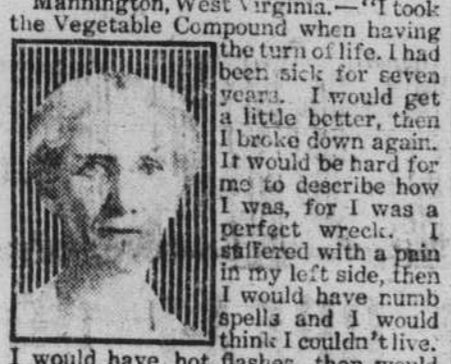 Mannington, West Virginia.—"I took
the Vegetable Compound when having
the turn of life. I had
been sick for seven
years. I would get
a little better, then
I broke down again.
It would be hard for
me to describe how
I was, for I was a
perfect wreck. I
suffered with a pain
in my left side, then
I would have numb
spells and I would
think I couldn't live.
I would have hot flashes, then would